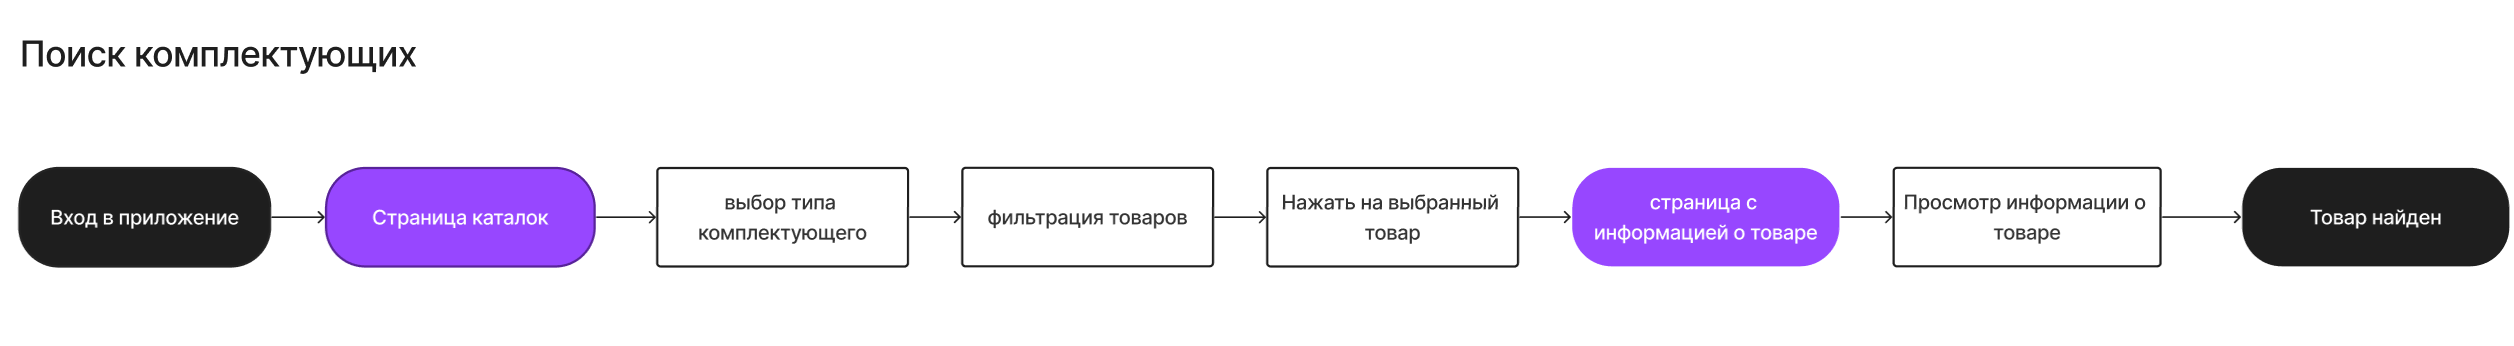 Поиск комплектующих
Вход в приложение
Страница каталок
выбор типа
комплектующего
фильтрация товаров
Нажать на выбранный
товар
страница с
информацией о товаре
Просмотр информации о
товаре
Товар найден